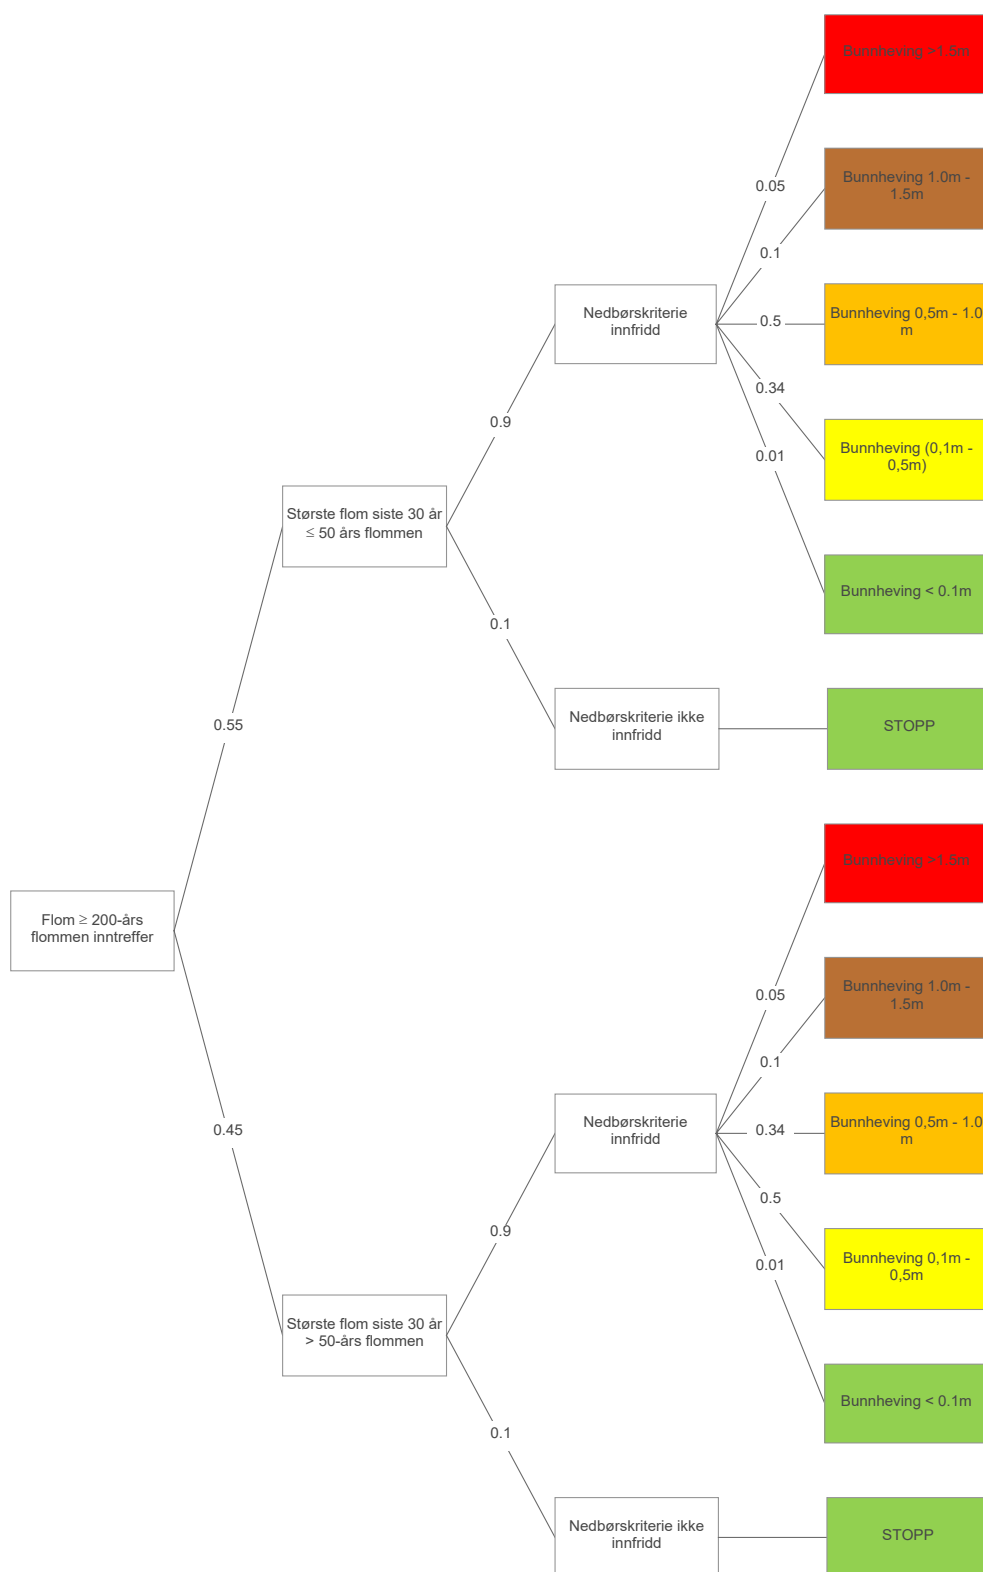 Bunnheving >1.5m
Bunnheving 1.0m -
1.5m
Bunnheving 0,5m - 1.0
m
Bunnheving (0,1m -
0,5m)
Bunnheving < 0.1m
0.05
0.1
0.5
0.34
0.01
Nedbørskriterie
innfridd
0.9
Største flom siste 30 år
≤ 50 års flommen
0.1
Nedbørskriterie ikke
innfridd
STOPP
0.55
Flom ≥ 200-års
flommen inntreffer
0.45
Bunnheving >1.5m
Bunnheving 1.0m -
1.5m
Bunnheving 0,5m - 1.0
m
Bunnheving 0,1m -
0,5m
Bunnheving < 0.1m
0.05
0.1
0.34
0.5
0.01
Nedbørskriterie
innfridd
0.9
Største flom siste 30 år
> 50-års flommen
0.1
Nedbørskriterie ikke
innfridd
STOPP